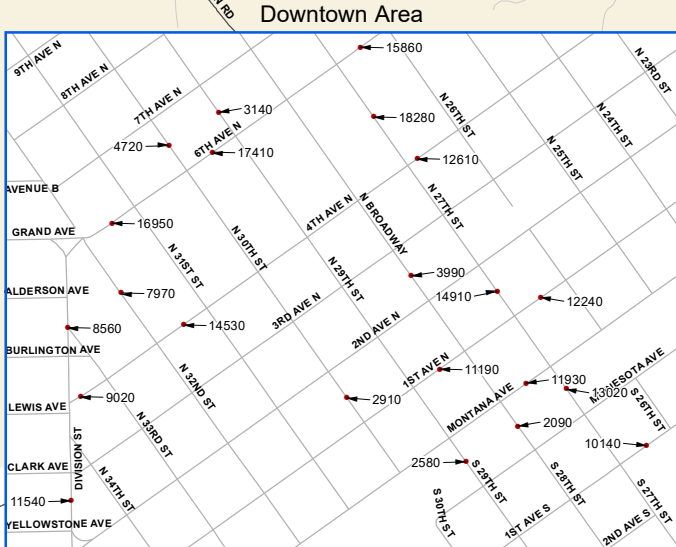 N RD
Downtown Area
9TH AVE N
15860
N 23RD ST
8TH AVE N
7TH AVE N
3140
18280
N 26TH ST
N 24TH ST
6TH AVE N
4720
17410
12610
N 25TH ST
AVENUE B
N 27TH ST
16950
4TH AVE N
N BROADWAY
GRAND AVE
N 30TH ST
N 31ST ST
3990
N 29TH ST
ALDERSON AVE
7970
14910
12240
3RD AVE N
8560
14530
2ND AVE N
BURLINGTON AVE
11190
1ST AVE N
MINNESOTA AVE
N 32ND ST
11930
13020
9020
2910
MONTANA AVE
S 26TH ST
LEWIS AVE
2090
N 33RD ST
10140
DIVISION ST
CLARK AVE
2580
N 34TH ST
S 29TH ST
S 28TH ST
11540
S 30TH ST
S 27TH ST
YELLOWSTONE AVE
1ST AVE S
2ND AVE S